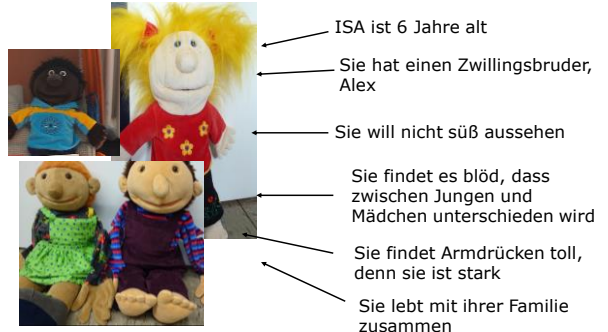 ISA ist 6 Jahre alt
Sie hat einen Zwillingsbruder,
Alex
Sie will nicht süß aussehen
Sie findet es blöd, dass
zwischen Jungen und
Mädchen unterschieden wird
Sie findet Armdrücken toll,
denn sie ist stark
Sie lebt mit ihrer Familie
zusammen